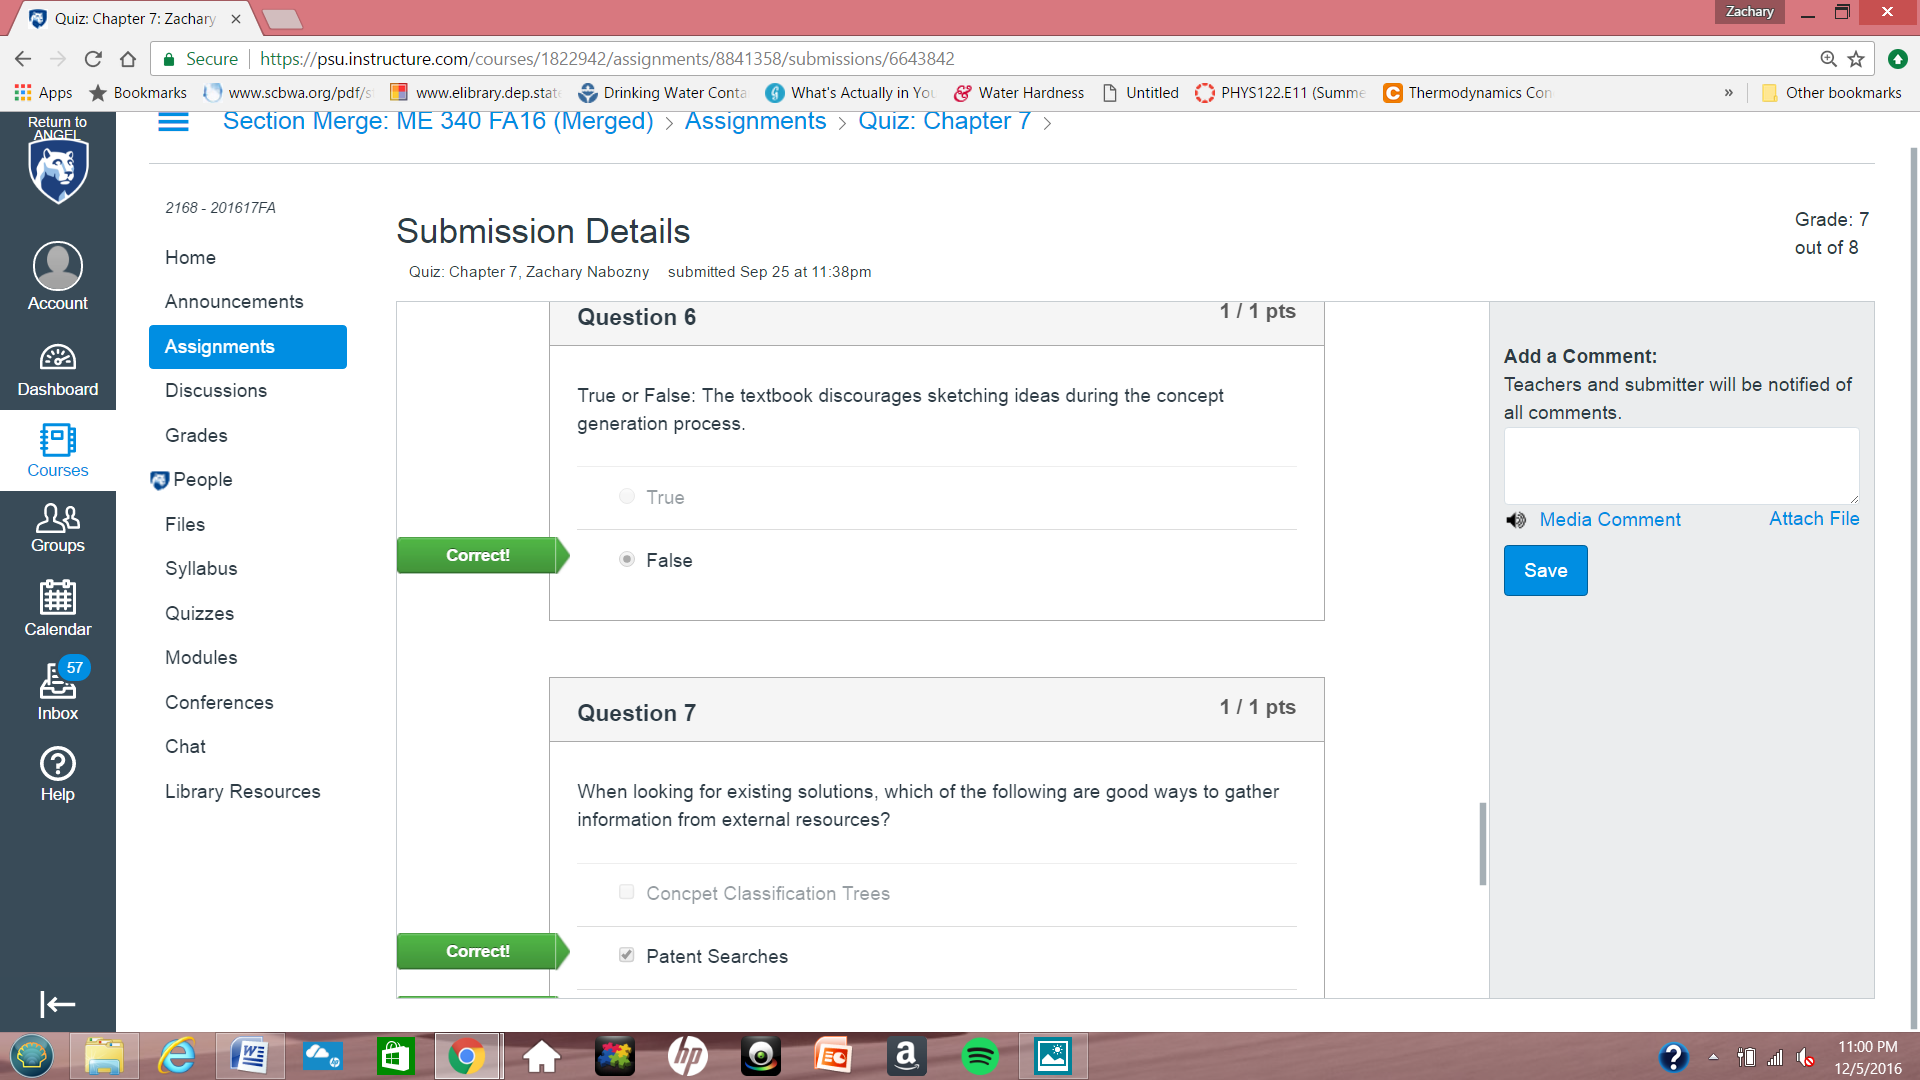 Quiz: Chapter 7: Zachary
Zachary
Secure
https://psu.instructure.com/courses/1822942/assignments/8841358/submissions/6643842
Apps
Bookmarks
www.scbwa.org/pdf/s
www.elibrary.dep.state
Drinking Water Conta
What's Actually in You
Water Hardness
Untitled
PHYS122.E11 (Summe
Thermodynamics Con
»
Other bookmarks
Return to
ANGEL
Section Merge: ME 340 FA16 (Merged) > Assignments > Quiz: Chapter 7 >
Account
Dashboard
Courses
Groups
Calendar
57
Inbox
Help
2168 - 201617FA
Home
Announcements
Assignments
Discussions
Grades
People
Files
Syllabus
Quizzes
Modules
Conferences
Chat
Library Resources
Submission Details
Quiz: Chapter 7, Zachary Nabozny submitted Sep 25 at 11:38pm
Grade: 7
out of 8
Question 6
1 / 1 pts
True or False: The textbook discourages sketching ideas during the concept
generation process.
True
Correct!
False
Question 7
1 / 1 pts
When looking for existing solutions, which of the following are good ways to gather
information from external resources?
Concpet Classification Trees
Correct!
Patent Searches
Add a Comment:
Teachers and submitter will be notified of
all comments.
Media Comment
Attach File
Save
11:00 PM
12/5/2016